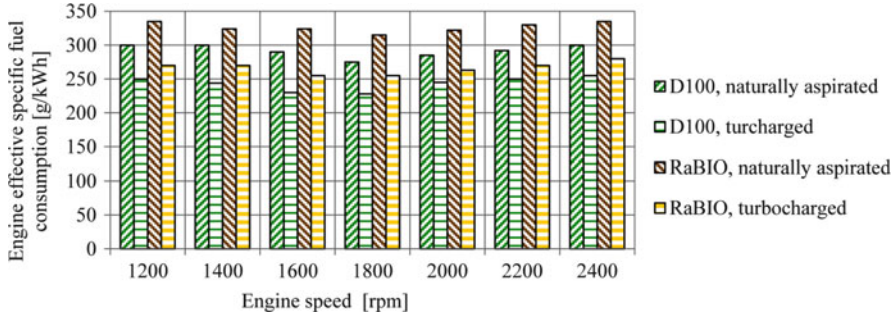 Engine effective specific fuel
consumption [g/kWh]
350
300
250
200
150
100
50
0
1200 1400 1600 1800 2000 2200 2400
Engine speed [rpm]
D100, naturally aspirated
D100, turcharged
RaBIO, naturally aspirated
RaBIO, turbocharged